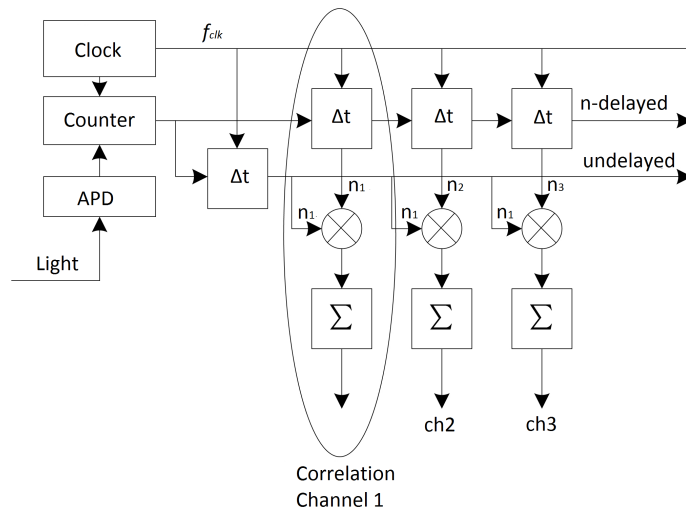 Clock
f clk
Counter
Δt
Δt
Δt
n-delayed
Δt
undelayed
APD
n1
n2
n3
n1.
n1
n1
Light
Σ
Σ
Σ
ch2
ch3
Correlation
Channel 1